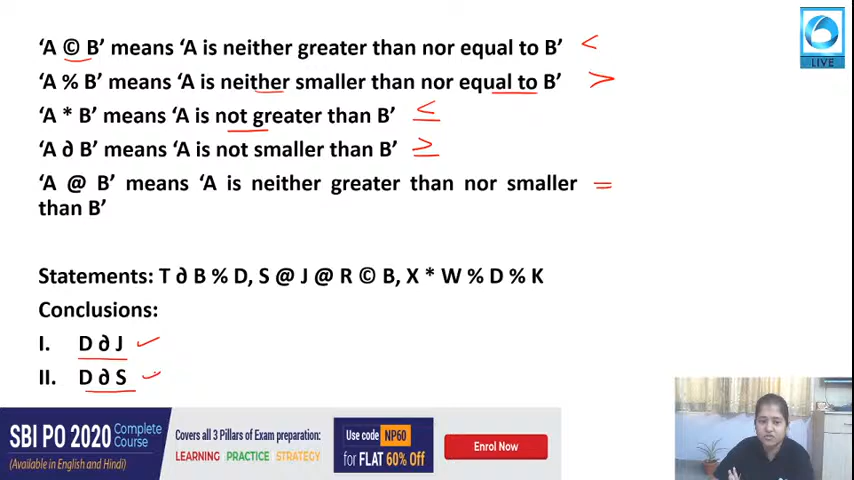 ‘A © B’ means ‘A is neither greater than nor equal to B’ <
‘A % B’ means ‘A is neither smaller than nor equal to B’ >
‘A * B’ means ‘A is not greater than B’ ≤
‘A ∂ B’ means ‘A is not smaller than B’ ≥
‘A @ B’ means ‘A is neither greater than nor smaller =
than B’
Statements: T ∂ B % D, S @ J @ R © B, X * W % D % K
Conclusions:
I. D ∂ J
II. D ∂ S
LIVE
SBI PO 2020 Complete Course
(Available in English and Hindi)
Covers all 3 Pillars of Exam preparation:
LEARNING PRACTICE STRATEGY
Use code NP60
for FLAT 60% Off
Enrol Now